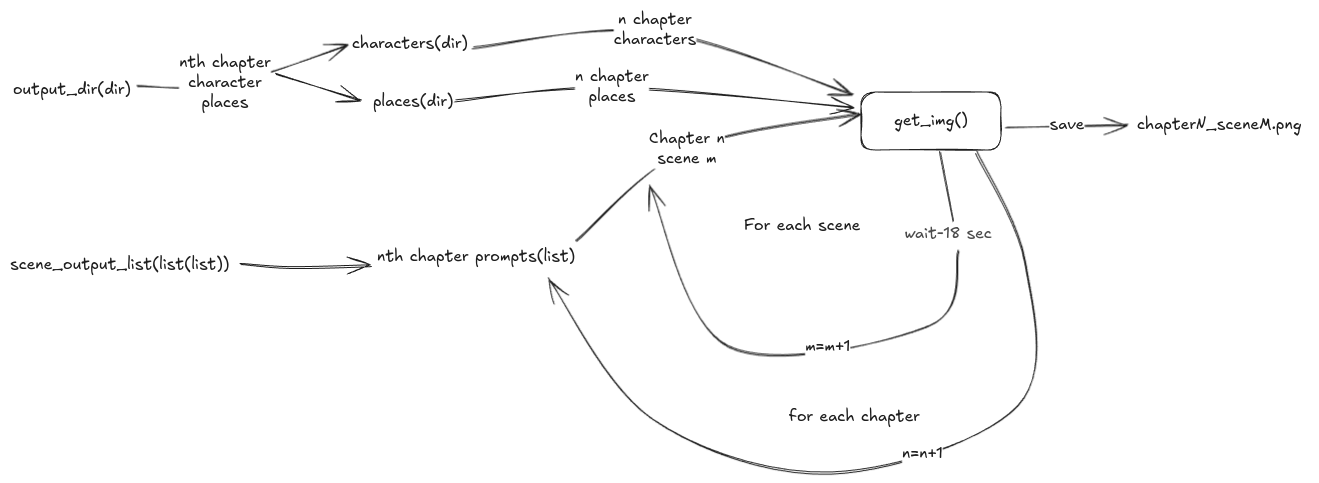 n chapter
characters
characters(dir)
nth chapter
character
places
output_dir(dir)
n chapter
places
places(dir)
get_img()
save
chapterN_sceneM.png
Chapter n
scene m
For each scene
wait-18 sec
nth chapter prompts(list)
scene_output_list(list(list))
m=m+1
for each chapter
n=n+1